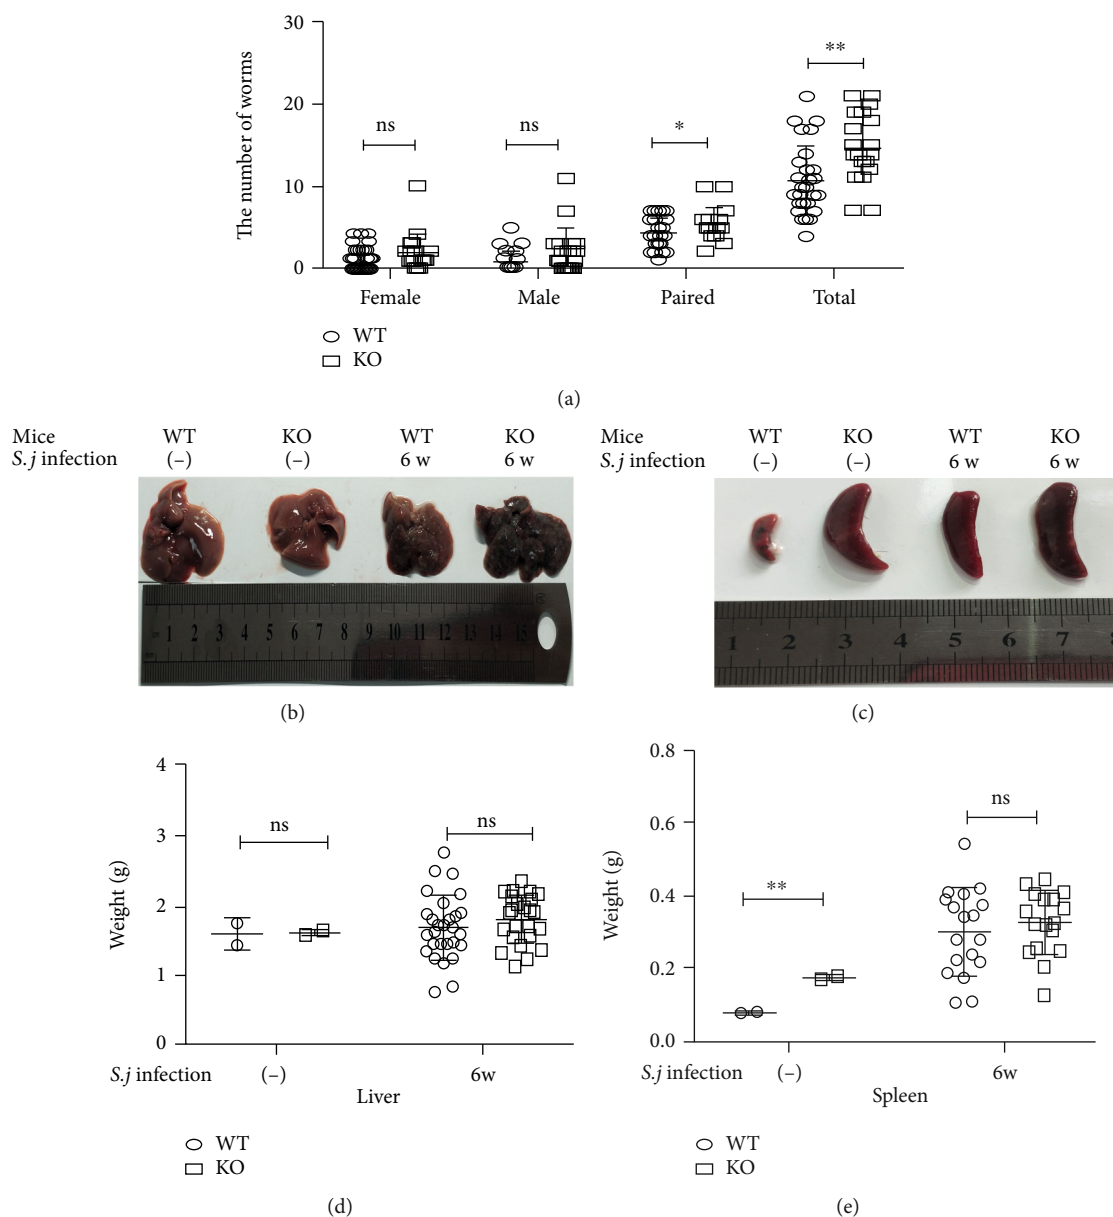 30
20
10
0
The number of worms
ns
ns
*
**
Female Male Paired Total
WT
KO
(a)
Mice WT KO WT KO
S.j infection (–) (–) 6 w 6 w
1 2 3 4 5 6 7 8 9 10 11 12 13 14 15
(b)
Mice WT KO WT KO
S.j infection (–) (–) 6 w 6 w
1 2 3 4 5 6 7 8
(c)
4
3
2
1
0
Weight (g)
ns
ns
S.j infection (–) 6w
Liver
WT
KO
(d)
0.8
0.6
0.4
0.2
0.0
Weight (g)
**
ns
S.j infection (–) 6w
Spleen
WT
KO
(e)